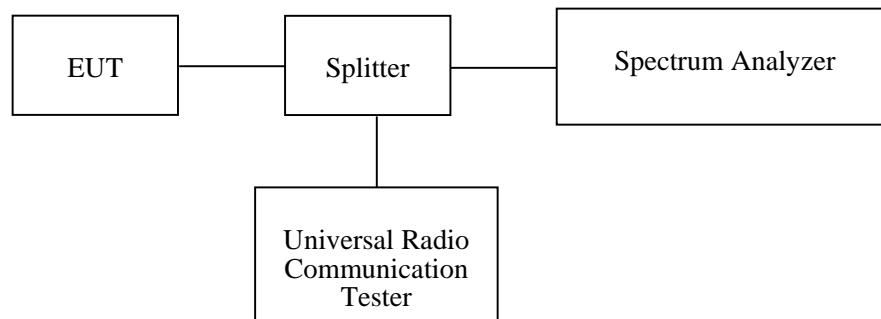 EUT
Splitter
Spectrum Analyzer
Universal Radio
Communication
Tester